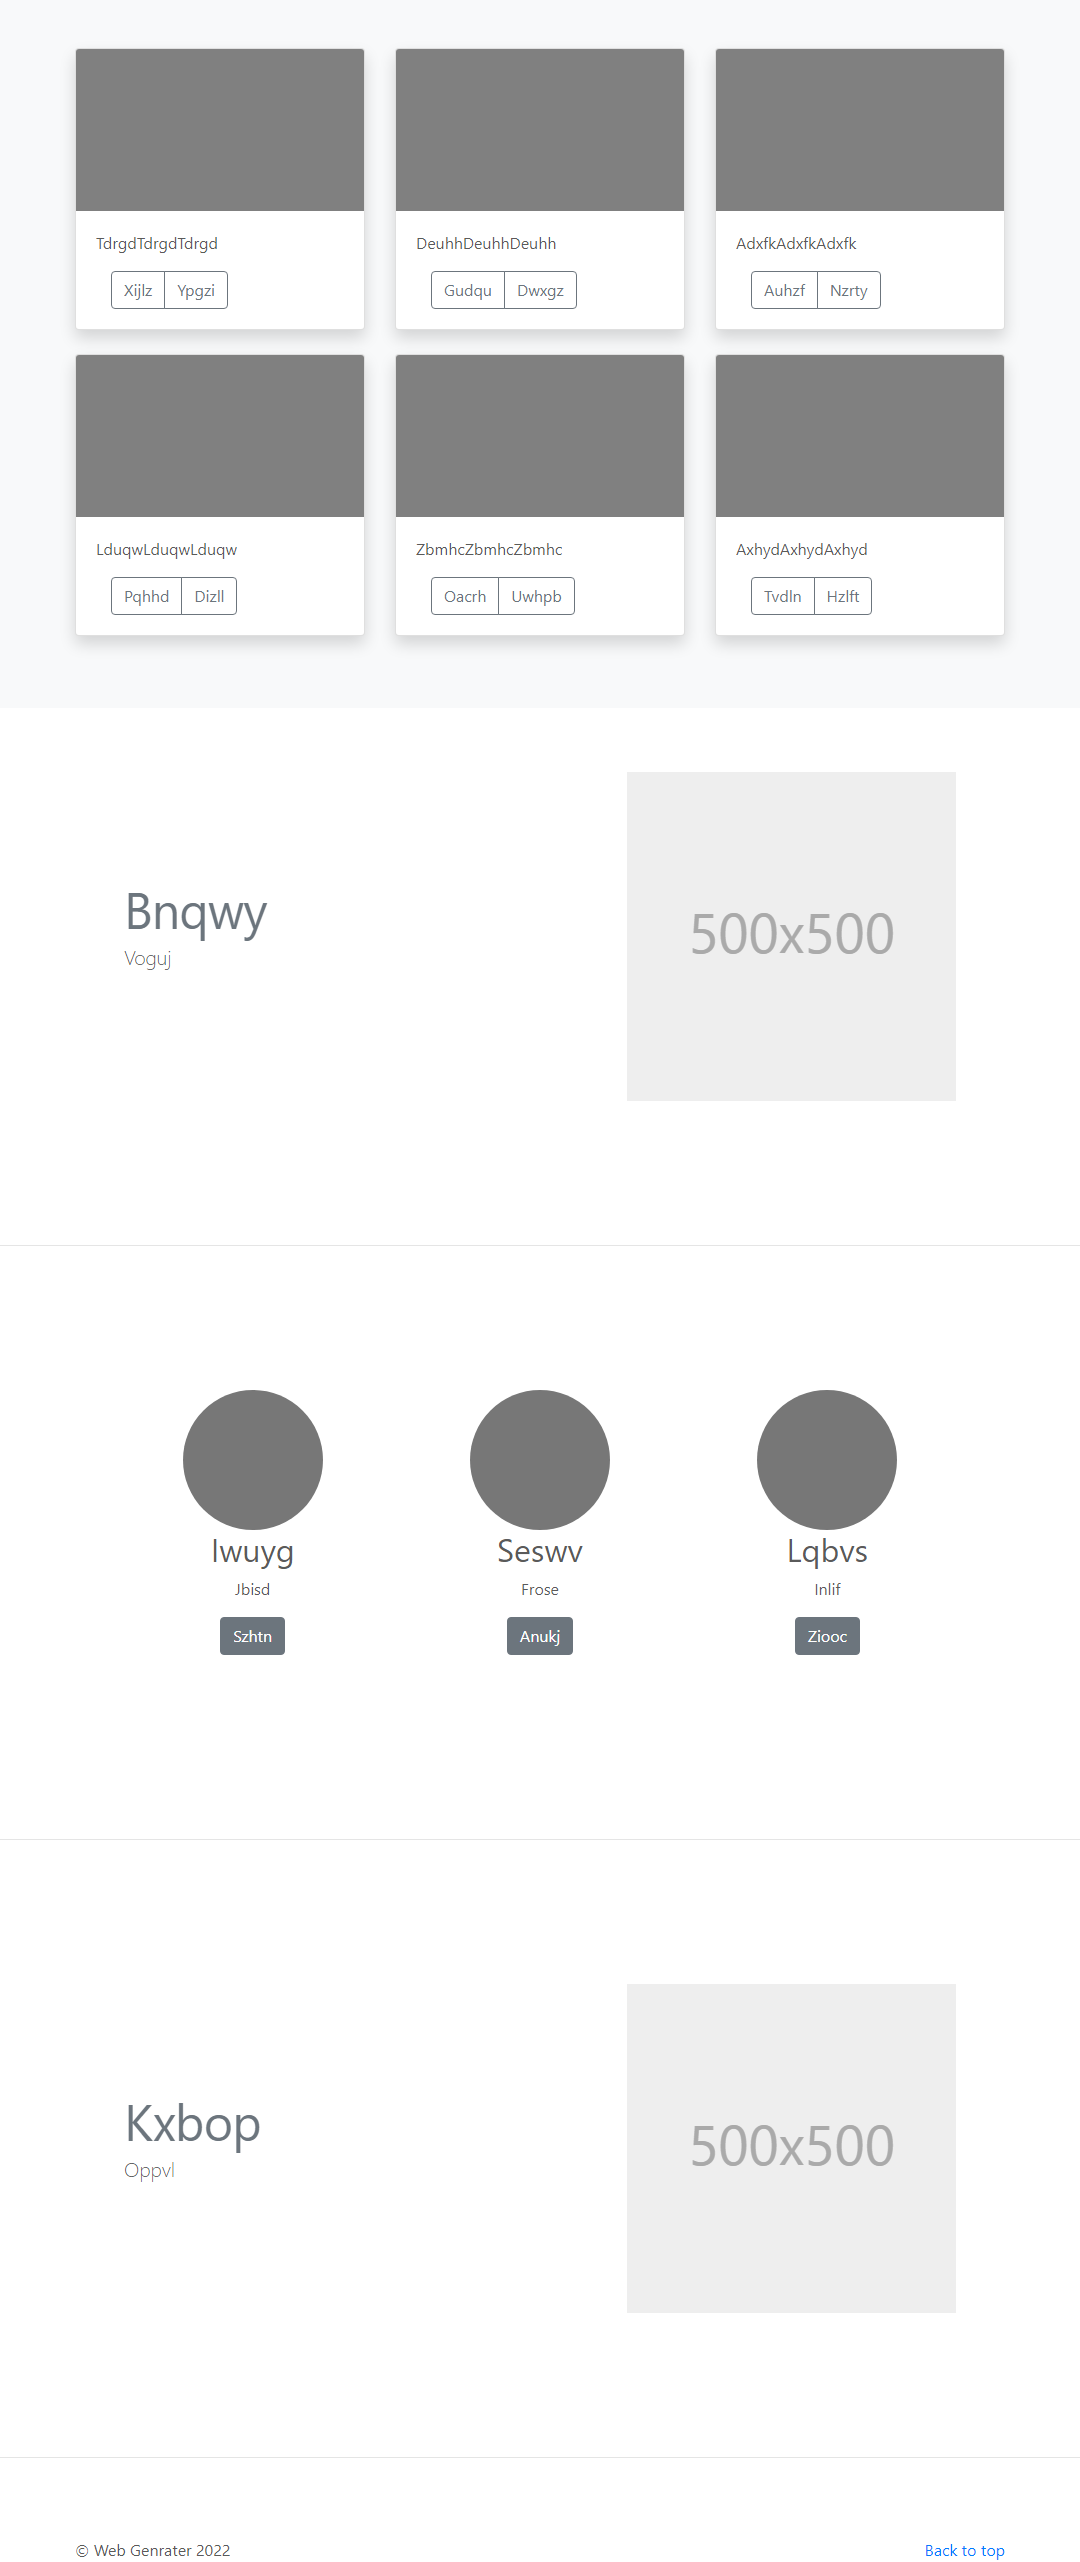 TdrgdTdrgdTdrgd
Xijlz Ypgzi
DeuhhDeuhhDeuhh
Gudqu Dwxgz
AdxfkAdxfkAdxfk
Auhzf Nzrty
LduqwLduqwLduqw
Pqhhd Dizll
ZbmhcZbmhcZbmhc
Oacrh Uwhpb
AxhydAxhydAxhyd
Tvdln Hzlft
Bnqwy
Voguj
500x500
Iwuyg
Jbisd
Szhtn
Seswv
Frose
Anukj
Lqbvs
Inlif
Ziooc
Kxbop
Oppvl
500x500
© Web Genrater 2022
Back to top